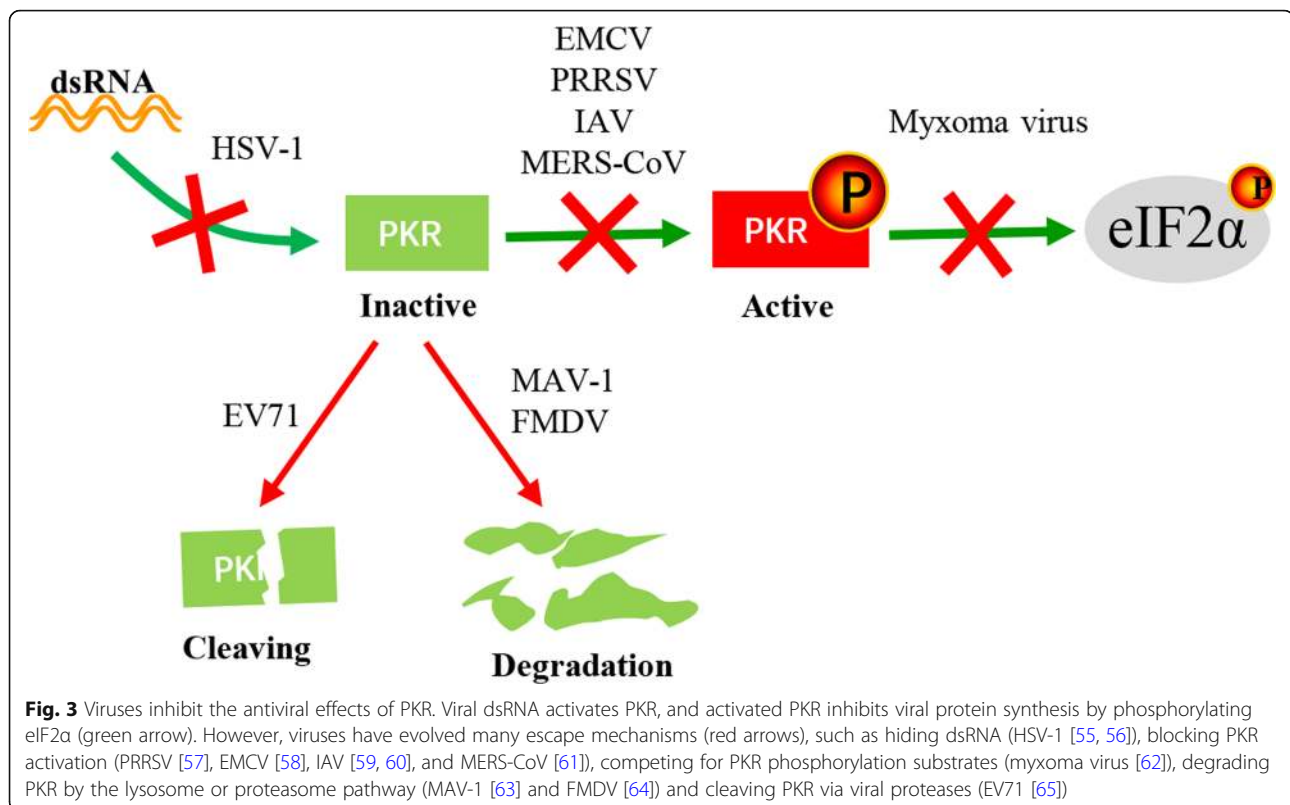 dsRNA
HSV-1
EMCV
PRRSV
IAV
MERS-CoV
Myxoma virus
PKR
Inactive
PKR
P
Active
eIF2α
P
EV71
MAV-1
FMDV
PK
Cleaving
Degradation
Fig. 3 Viruses inhibit the antiviral effects of PKR. Viral dsRNA activates PKR, and activated PKR inhibits viral protein synthesis by phosphorylating
eIF2α (green arrow). However, viruses have evolved many escape mechanisms (red arrows), such as hiding dsRNA (HSV-1 [55, 56]), blocking PKR
activation (PRRSV [57], EMCV [58], IAV [59, 60], and MERS-CoV [61]), competing for PKR phosphorylation substrates (myxoma virus [62]), degrading
PKR by the lysosome or proteasome pathway (MAV-1 [63] and FMDV [64]) and cleaving PKR via viral proteases (EV71 [65])